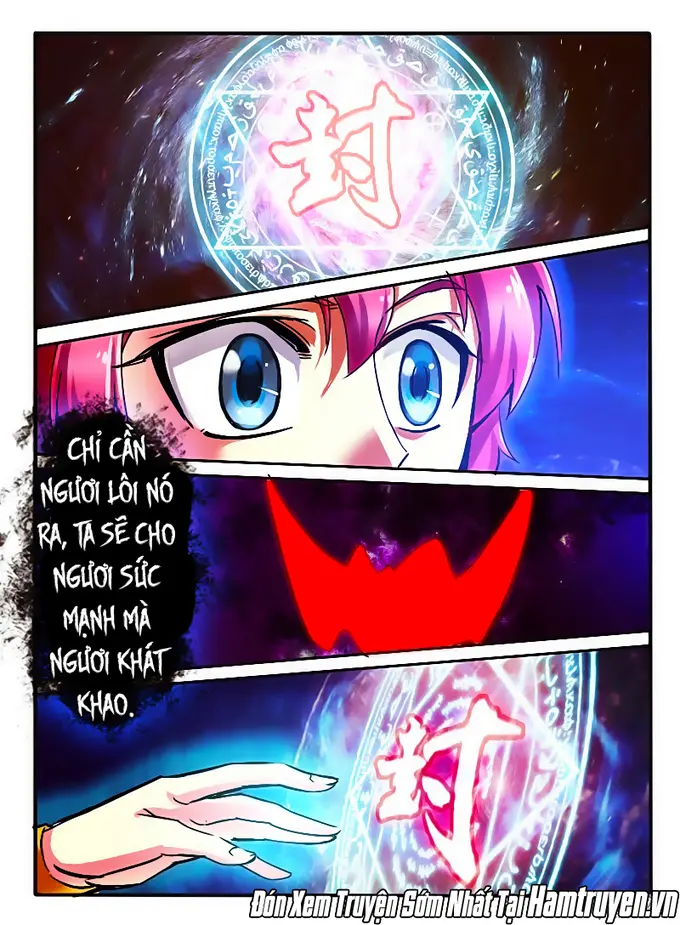 封
CHỈ CẦN
NGƯƠI LÔI NÓ
RA, TA SẼ CHO
NGƯƠI SỨC
MẠNH MÀ
NGƯƠI KHÁT
KHAO.
封
Đón Xem Truyện Sớm Nhất Tại Hamtruyen.vn